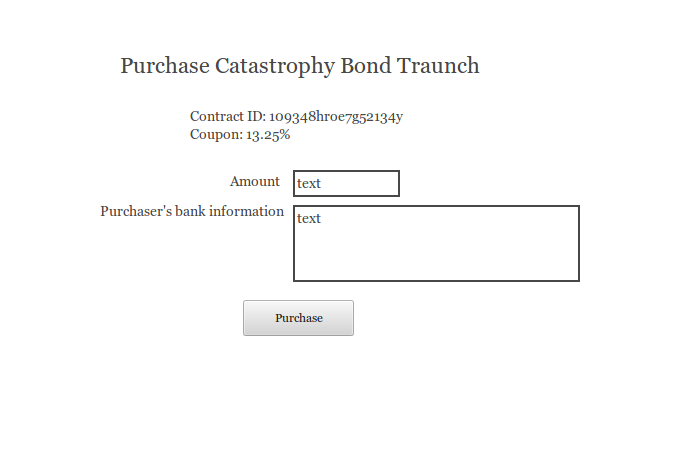 Purchase Catastrophy Bond Traunch
Contract ID: 109348hroe7g52134y
Coupon: 13.25%
Amount text
Purchaser's bank information text
Purchase